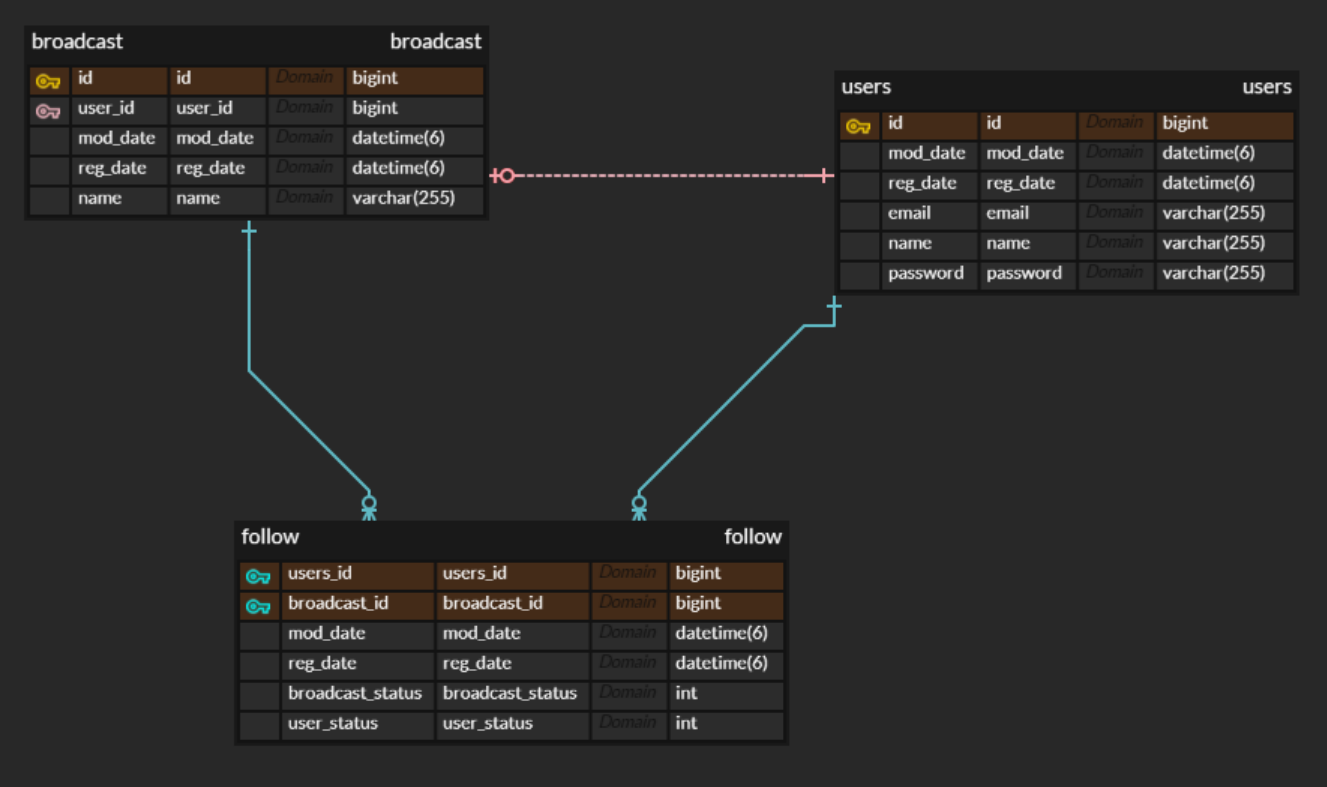 broadcast broadcast
id id Domain bigint
user_id user_id Domain bigint
mod_date mod_date Domain datetime(6)
reg_date reg_date Domain datetime(6)
name name Domain varchar(255)
users users
id id Domain bigint
mod_date mod_date Domain datetime(6)
reg_date reg_date Domain datetime(6)
email email Domain varchar(255)
name name Domain varchar(255)
password password Domain varchar(255)
follow follow
users_id users_id Domain bigint
broadcast_id broadcast_id Domain bigint
mod_date mod_date Domain datetime(6)
reg_date reg_date Domain datetime(6)
broadcast_status broadcast_status Domain int
user_status user_status Domain int